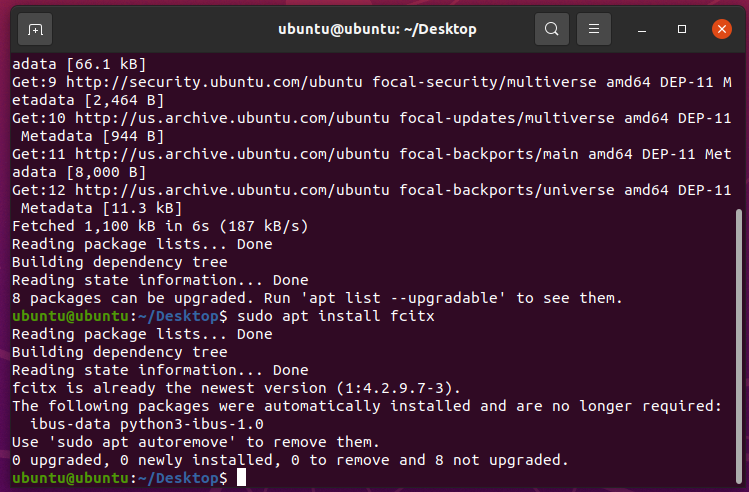 ubuntu@ubuntu: ~/Desktop
adata [66.1 kB]
Get:9 http://security.ubuntu.com/ubuntu focal-security/multiverse amd64 DEP-11 M
etadata [2,464 B]
Get:10 http://us.archive.ubuntu.com/ubuntu focal-updates/multiverse amd64 DEP-11
 Metadata [944 B]
Get:11 http://us.archive.ubuntu.com/ubuntu focal-backports/main amd64 DEP-11 Met
adata [8,000 B]
Get:12 http://us.archive.ubuntu.com/ubuntu focal-backports/universe amd64 DEP-11
 Metadata [11.3 kB]
Fetched 1,100 kB in 6s (187 kB/s)
Reading package lists... Done
Building dependency tree
Reading state information... Done
8 packages can be upgraded. Run 'apt list --upgradable' to see them.
ubuntu@ubuntu:~/Desktop$ sudo apt install fcitx
Reading package lists... Done
Building dependency tree
Reading state information... Done
fcitx is already the newest version (1:4.2.9.7-3).
The following packages were automatically installed and are no longer required:
  ibus-data python3-ibus-1.0
Use 'sudo apt autoremove' to remove them.
0 upgraded, 0 newly installed, 0 to remove and 8 not upgraded.
ubuntu@ubuntu:~/Desktop$